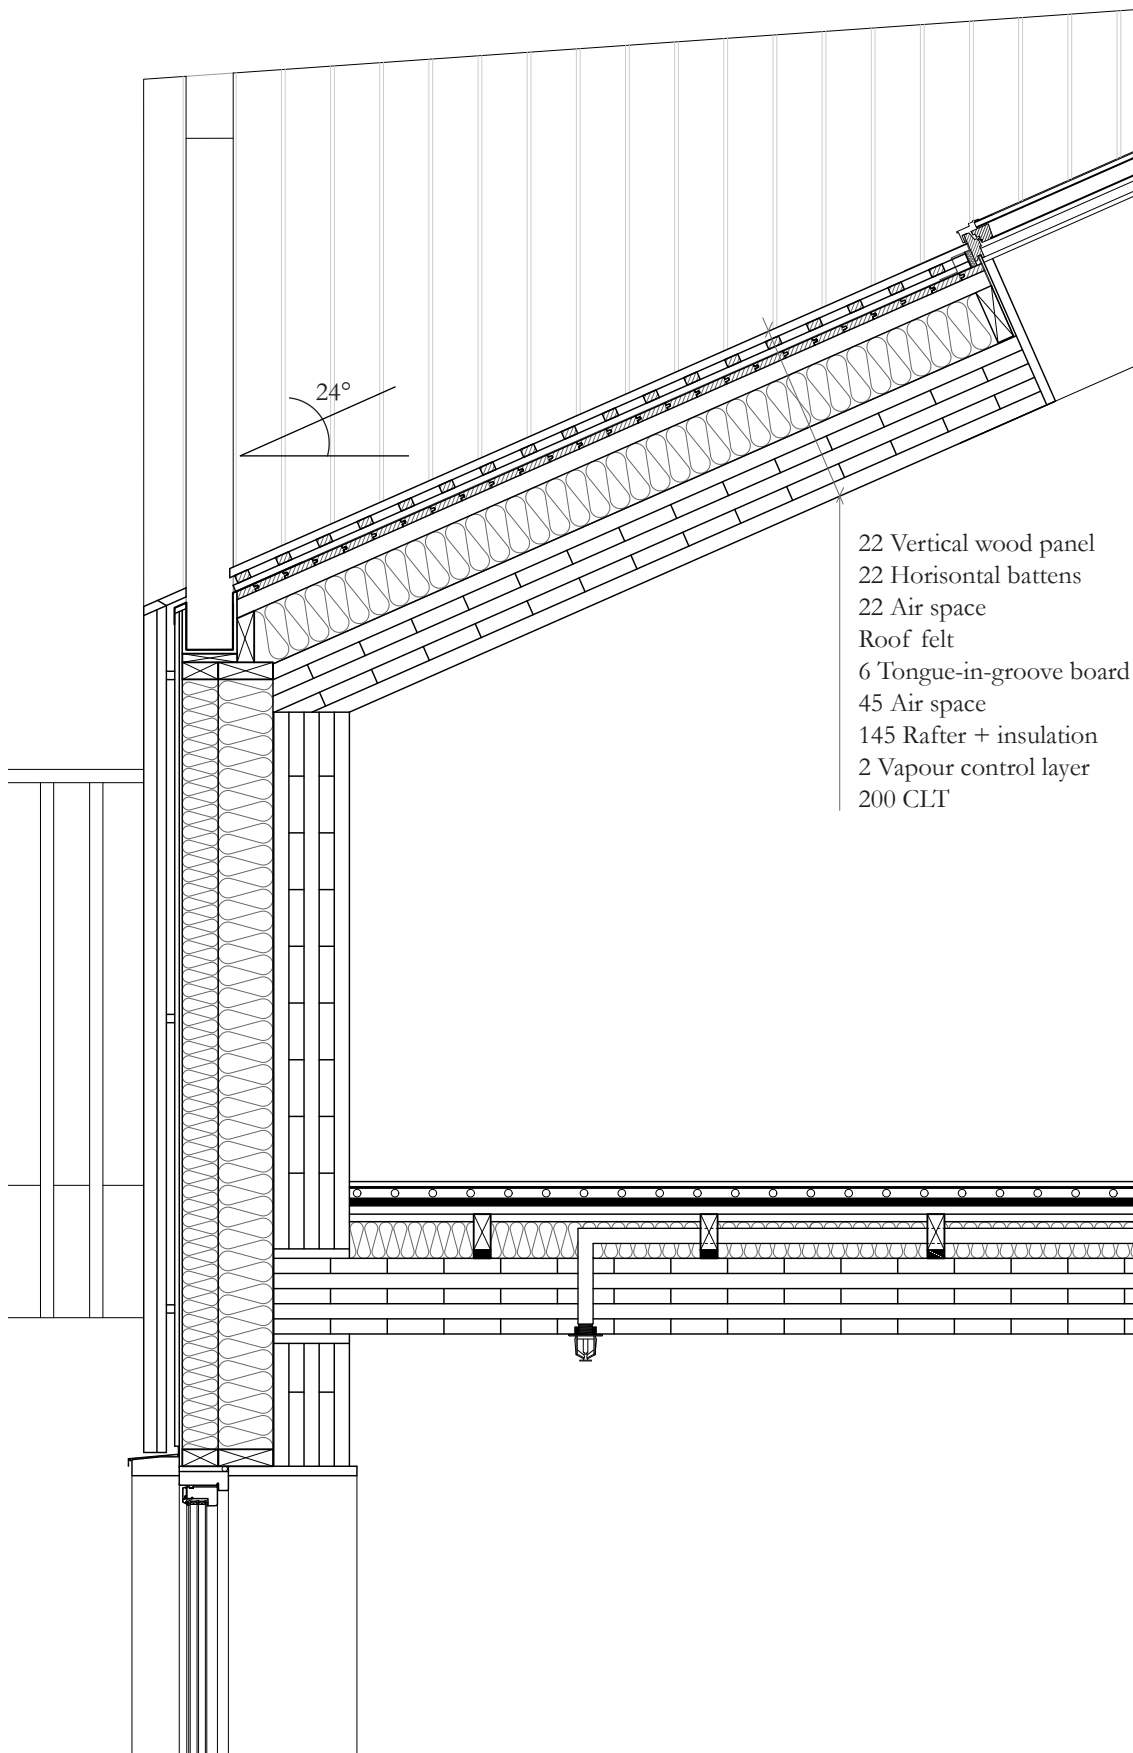 24°
22 Vertical wood panel
22 Horisontal battens
22 Air space
Roof felt
6 Tongue-in-groove board
45 Air space
145 Rafter + insulation
2 Vapour control layer
200 CLT